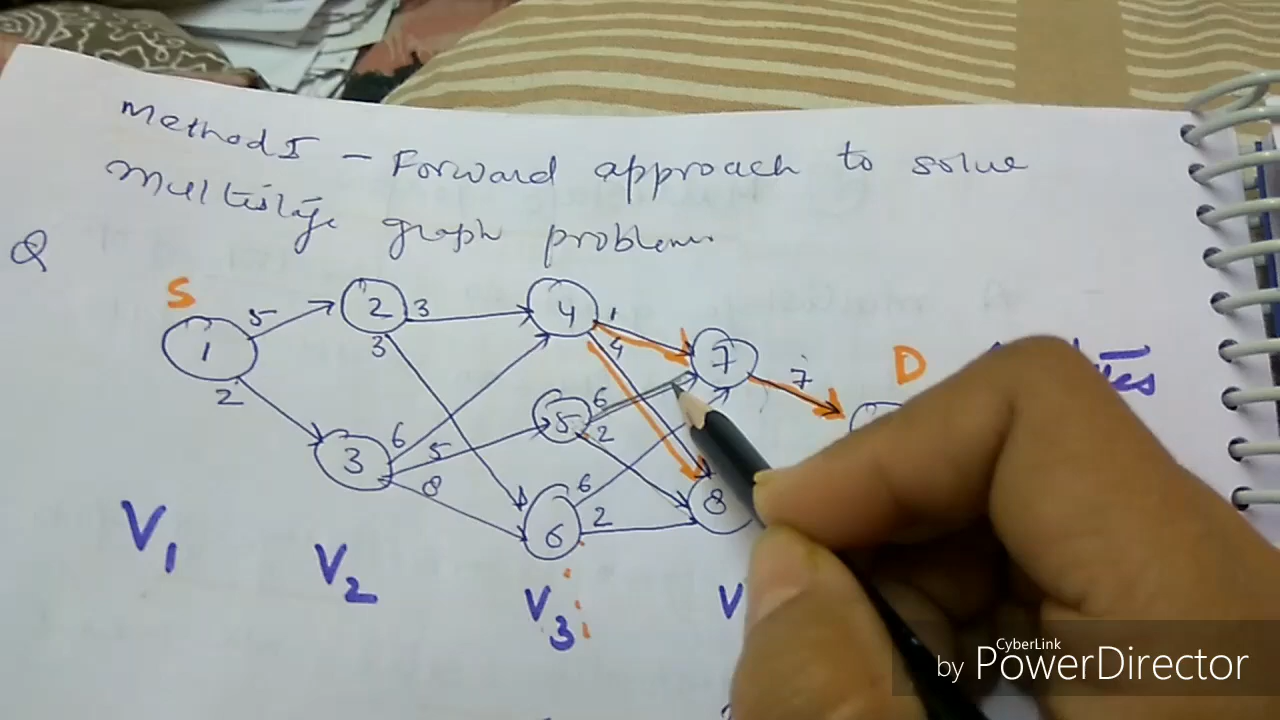 Method I - Forward approach to solve
Multistage graph problem
Q
S
1
5
2
2
3
3
4
1
4
7
7
D
3
6
5
8
5
6
2
6
6
2
8
V1
V2
V3
V
CyberLink
by PowerDirector